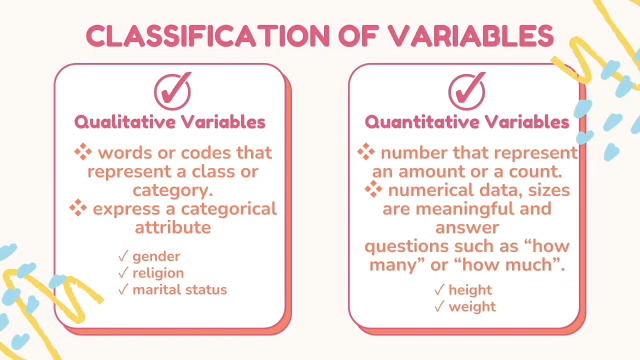 CLASSIFICATION OF VARIABLES
Qualitative Variables
❖ words or codes that
represent a class or
category.
❖ express a categorical
attribute
✓ gender
✓ religion
✓ marital status
Quantitative Variables
❖ number that represent
an amount or a count.
❖ numerical data, sizes
are meaningful and
answer
questions such as “how
many” or “how much”.
✓ height
✓ weight